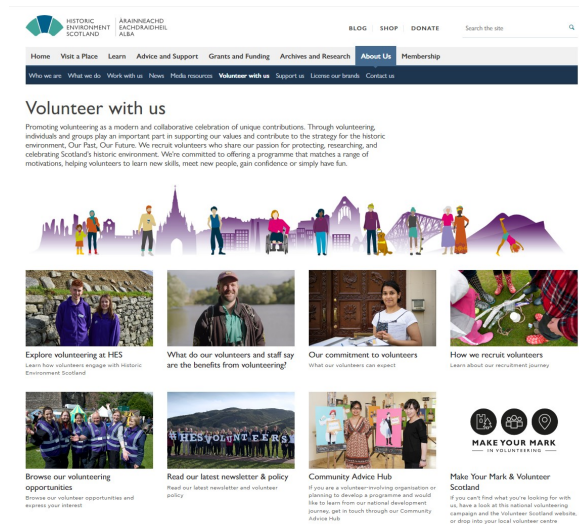 HISTORIC
ENVIRONMENT
SCOTLAND
ÀRAINNEACHD
EACHDRAIDHEIL
ALBA
BLOG SHOP DONATE Search the site
Home Visit a Place Learn Advice and Support Grants and Funding Archives and Research About Us Membership
Who we are What we do Work with us News Media resources Volunteer with us Support us License our brands Contact us
Volunteer with us
Promoting volunteering as a modern and collaborative celebration of unique contributions. Through volunteering,
individuals and groups play an important part in supporting our values and contribute to the strategy for the historic
environment, Our Past, Our Future. We recruit volunteers who share our passion for protecting, researching, and
celebrating Scotland's historic environment. We're committed to offering a programme that matches a range of
motivations, helping volunteers to learn new skills, meet new people, gain confidence or simply have fun.
Explore volunteering at HES
Learn how volunteers engage with Historic
Environment Scotland
What do our volunteers and staff say
are the benefits from volunteering?
Our commitment to volunteers
What our volunteers can expect
How we recruit volunteers
Learn about our recruitment journey
Browse our volunteering
opportunities
Browse our volunteer opportunities and
express your interest
#HESVOLUNTEERS
Read our latest newsletter & policy
Read our latest newsletter and volunteer
policy
Community Advice Hub
If you are a volunteer-involving organisation or
planning to develop a programme and would
like to learn from our national development
journey, get in touch through our Community
Advice Hub
MAKE YOUR MARK
IN VOLUNTEERING
Make Your Mark & Volunteer
Scotland
If you can't find what you're looking for with
us, have a look at this national volunteering
campaign and the Volunteer Scotland website,
or drop into your local volunteer centre